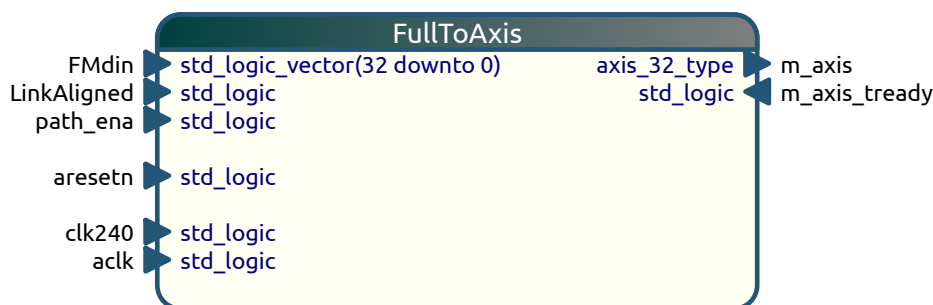 FullToAxis
FMdin std_logic_vector(32 downto 0) axis_32_type m_axis
LinkAligned std_logic std_logic m_axis_tready
path_ena std_logic
aresetn std_logic
clk240 std_logic
aclk std_logic